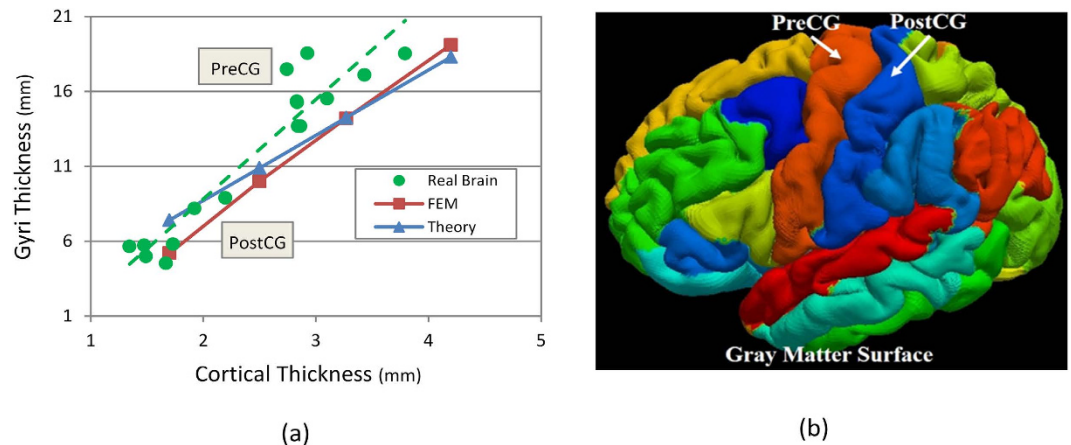 21
16
11
6
1
Gyri Thickness (mm)
PreCG
PostCG
Real Brain
FEM
Theory
1 2 3 4 5
Cortical Thickness (mm)
(a)
PreCG PostCG
Gray Matter Surface
(b)